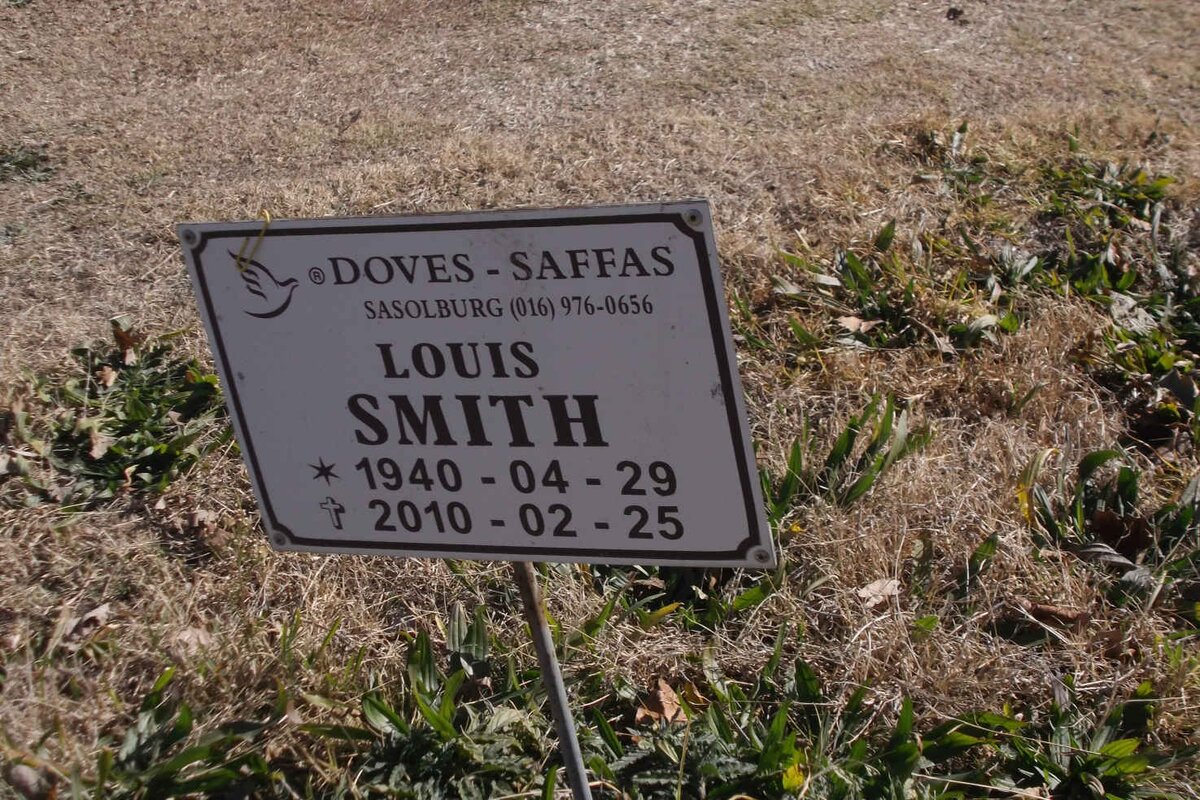 ® DOVES - SAFFAS
SASOLBURG (016) 976-0656
LOUIS
SMITH
1940 - 04 - 29
2010 - 02 - 25